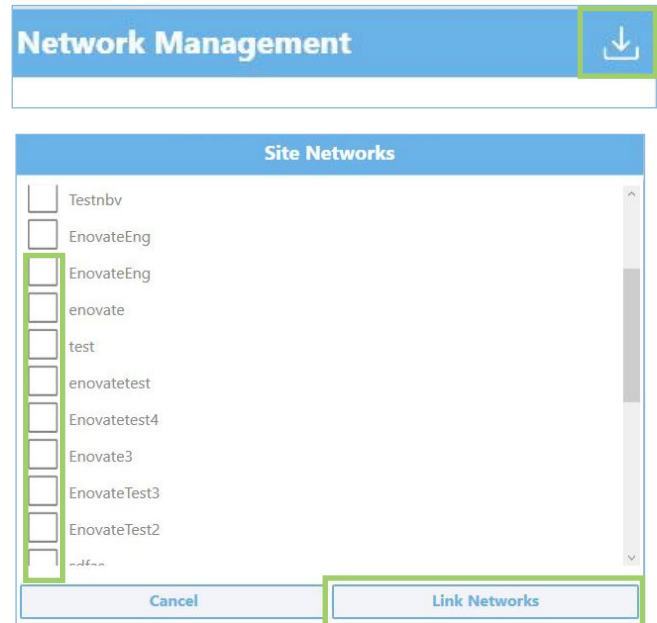 Network Management
Site Networks
Testnbv
EnovateEng
EnovateEng
enovate
test
enovatetest
Enovatetest4
Enovate3
EnovateTest3
EnovateTest2
Cancel
Link Networks